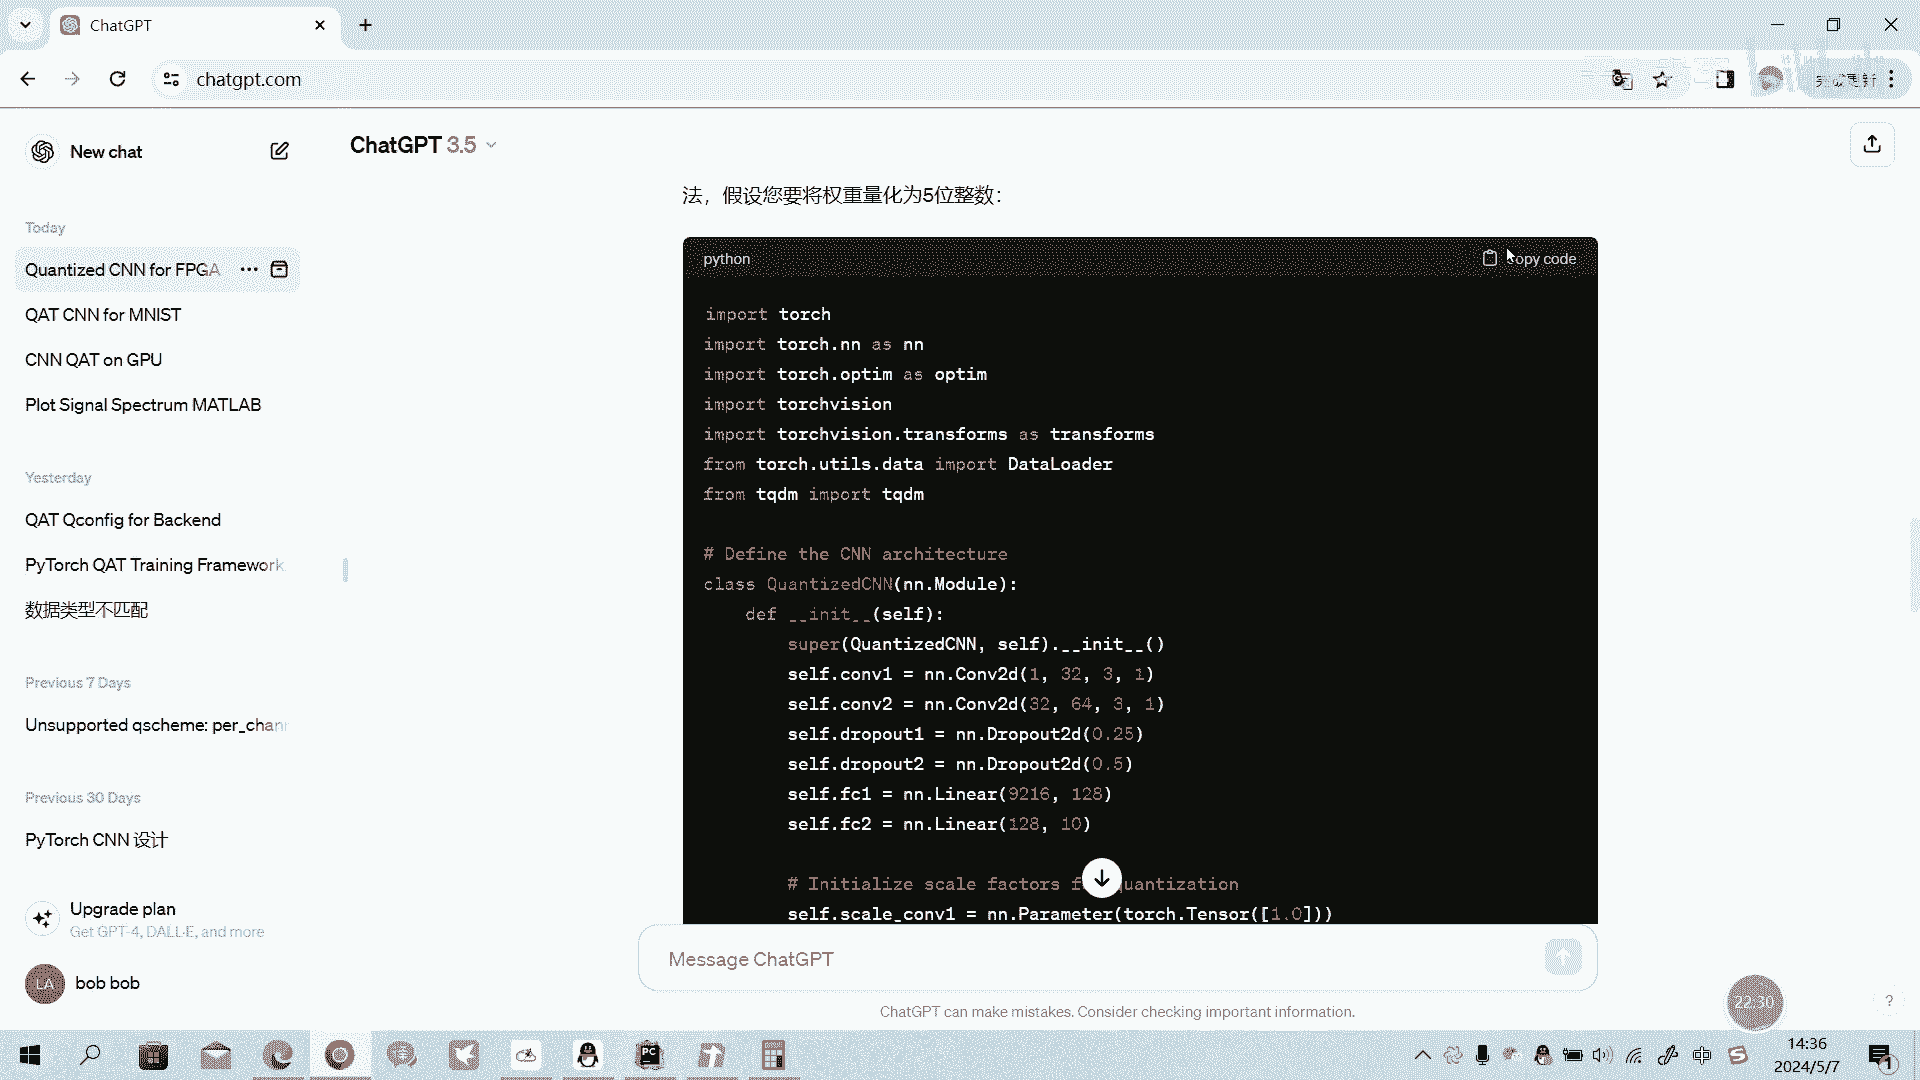 ChatGPT
chatgpt.com
New chat
ChatGPT 3.5
Today
Quantized CNN for FPGA
QAT CNN for MNIST
CNN QAT on GPU
Plot Signal Spectrum MATLAB
Yesterday
QAT Qconfig for Backend
PyTorch QAT Training Framework
数据类型不匹配
Previous 7 Days
Unsupported qscheme: per_chann
Previous 30 Days
PyTorch CNN 设计
Upgrade plan
Get GPT-4, DALL·E, and more
LA
bob bob
法，假设您要将权重量化为5位整数：
python
opy code
import torch
import torch.nn as nn
import torch.optim as optim
import torchvision
import torchvision.transforms as transforms
from torch.utils.data import DataLoader
from tqdm import tqdm
# Define the CNN architecture
class QuantizedCNN(nn.Module):
def __init__(self):
super(QuantizedCNN, self).__init__()
self.conv1 = nn.Conv2d(1, 32, 3, 1)
self.conv2 = nn.Conv2d(32, 64, 3, 1)
self.dropout1 = nn.Dropout2d(0.25)
self.dropout2 = nn.Dropout2d(0.5)
self.fc1 = nn.Linear(9216, 128)
self.fc2 = nn.Linear(128, 10)
# Initialize scale factors f quantization
self.scale_conv1 = nn.Parameter(torch.Tensor([1.0]))
Message ChatGPT
ChatGPT can make mistakes. Consider checking important information.
22:30
?
PC
中
14:36
2024/5/7
1